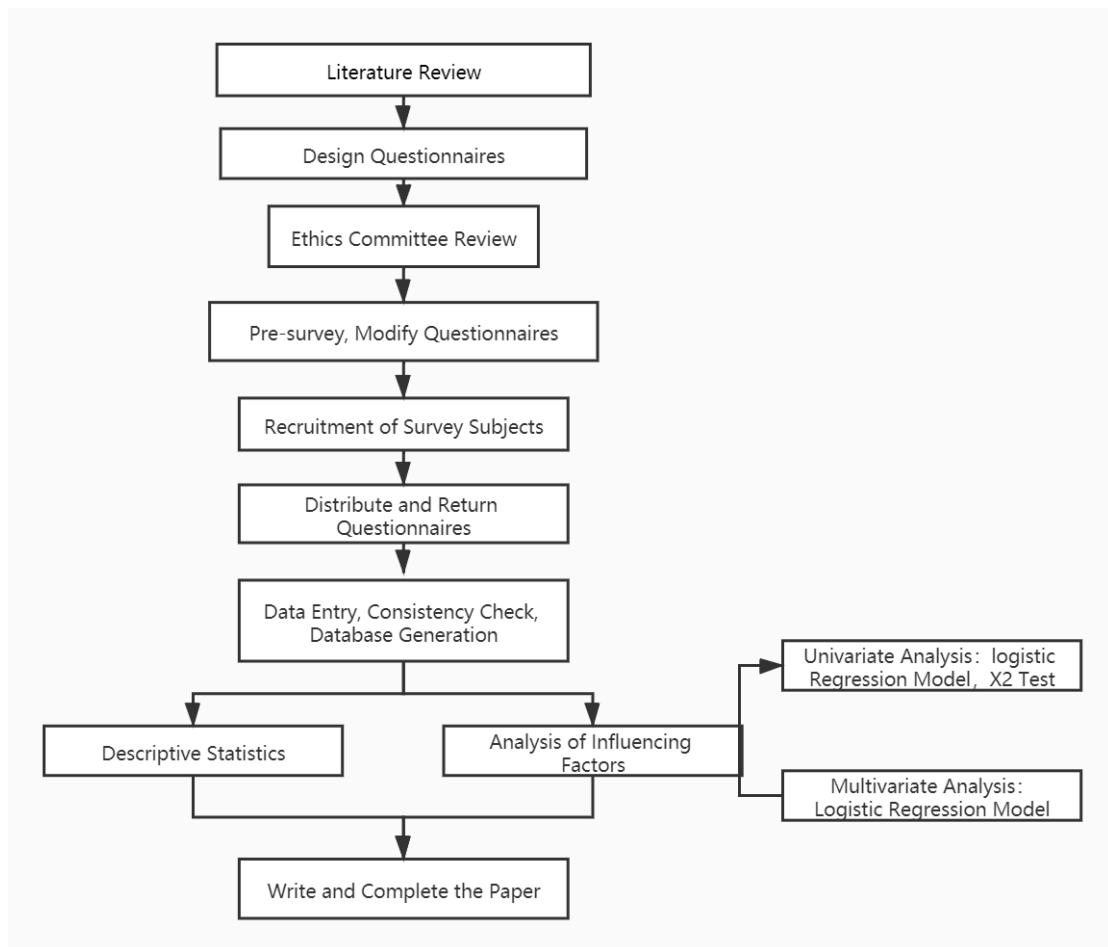 Literature Review
Design Questionnaires
Ethics Committee Review
Pre-survey, Modify Questionnaires
Recruitment of Survey Subjects
Distribute and Return
Questionnaires
Data Entry, Consistency Check,
Database Generation
Univariate Analysis：logistic
Regression Model，X2 Test
Descriptive Statistics
Analysis of Influencing
Factors
Multivariate Analysis：
Logistic Regression Model
Write and Complete the Paper